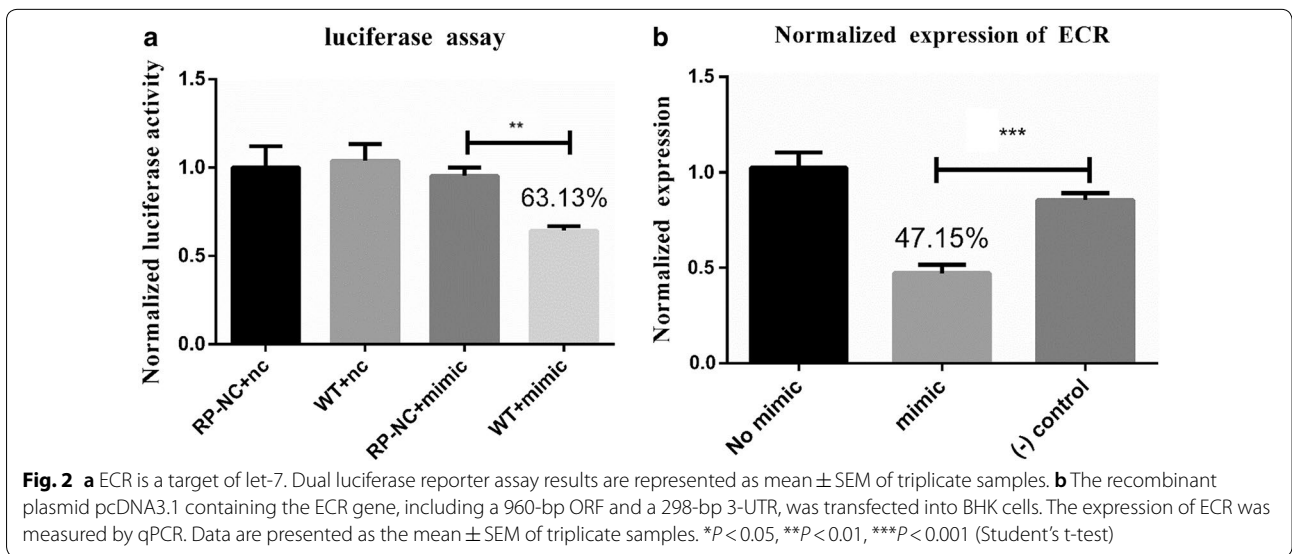 a
luciferase assay
Normalized luciferase activity
1.5
1.0
0.5
0.0
**
63.13%
RP-NC+nc
WT+nc
RP-NC+mimic
WT+mimic
b
Normalized expression of ECR
Normalized expression
1.5
1.0
0.5
0.0
***
47.15%
No mimic
mimic
(-) control
Fig. 2 a ECR is a target of let-7. Dual luciferase reporter assay results are represented as mean ± SEM of triplicate samples. b The recombinant
plasmid pcDNA3.1 containing the ECR gene, including a 960-bp ORF and a 298-bp 3-UTR, was transfected into BHK cells. The expression of ECR was
measured by qPCR. Data are presented as the mean ± SEM of triplicate samples. *P < 0.05, **P < 0.01, ***P < 0.001 (Student's t-test)